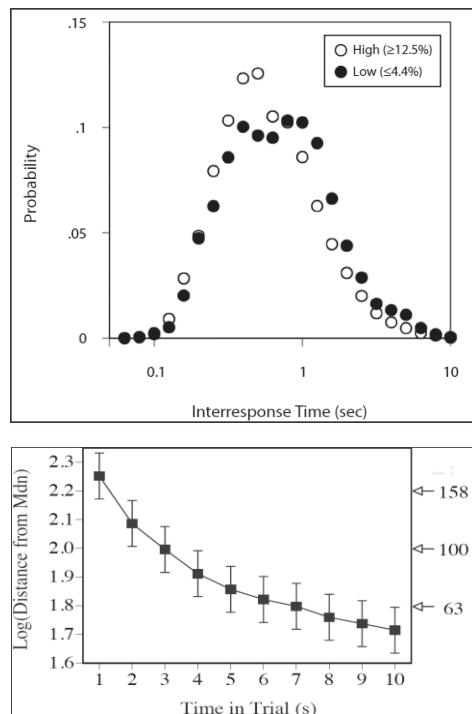 .15
High (≥12.5%)
Low (≤4.4%)
.1
Probability
.05
0
0.1 1 10
Interresponse Time (sec)
2.3
2.2
2.1
2.0
1.9
1.8
1.7
1.6
Log(Distance from Mdn)
158
100
63
1 2 3 4 5 6 7 8 9 10
Time in Trial (s)